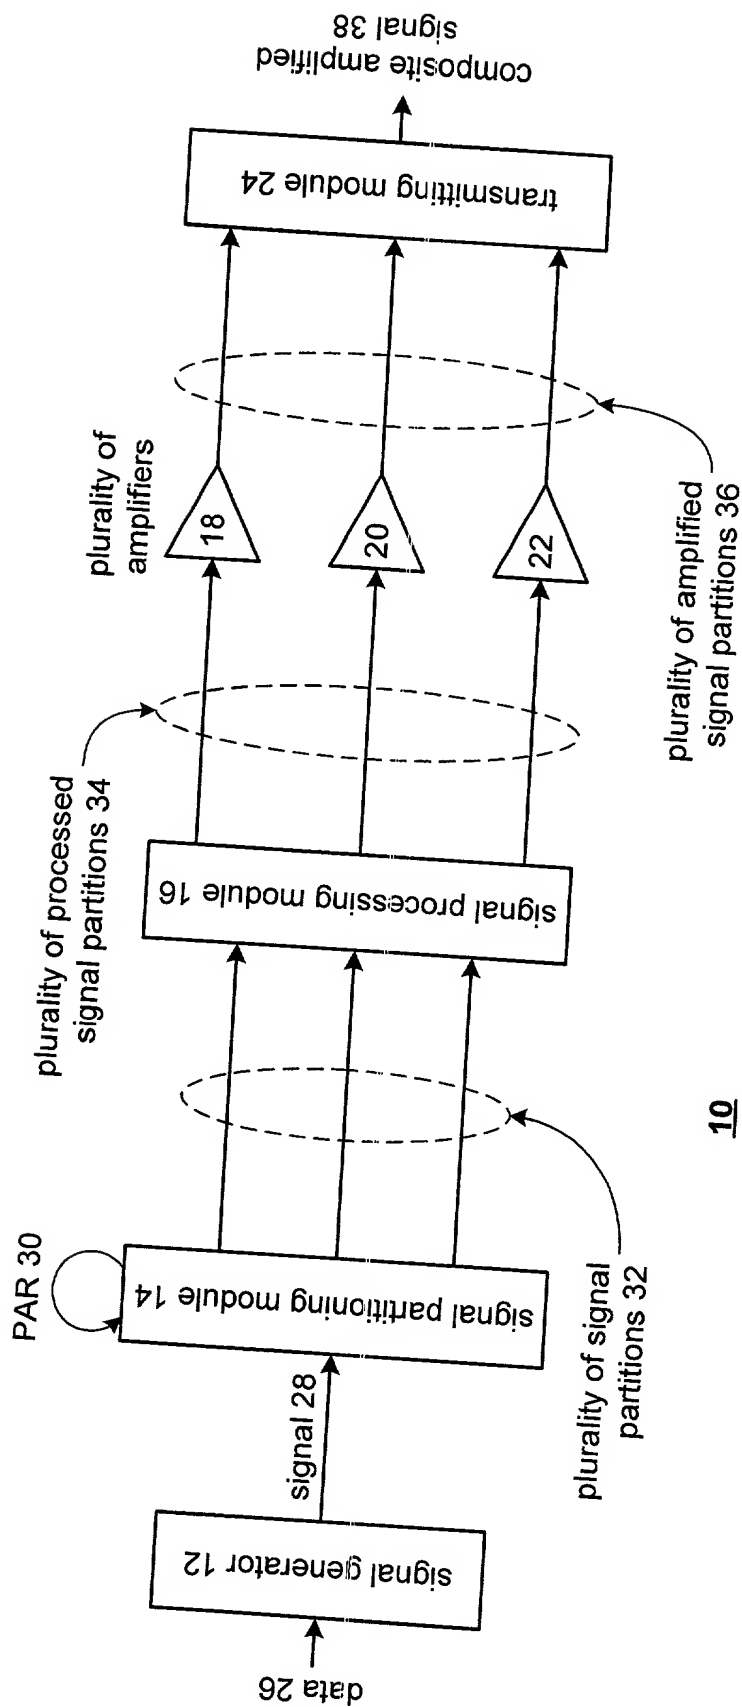 data 26
signal generator 12
signal 28
PAR 30
signal partitioning module 14
plurality of signal
partitions 32
signal processing module 16
plurality of processed
signal partitions 34
plurality of
amplifiers
18
20
22
plurality of amplified
signal partitions 36
transmitting module 24
composite amplified
signal 38
10